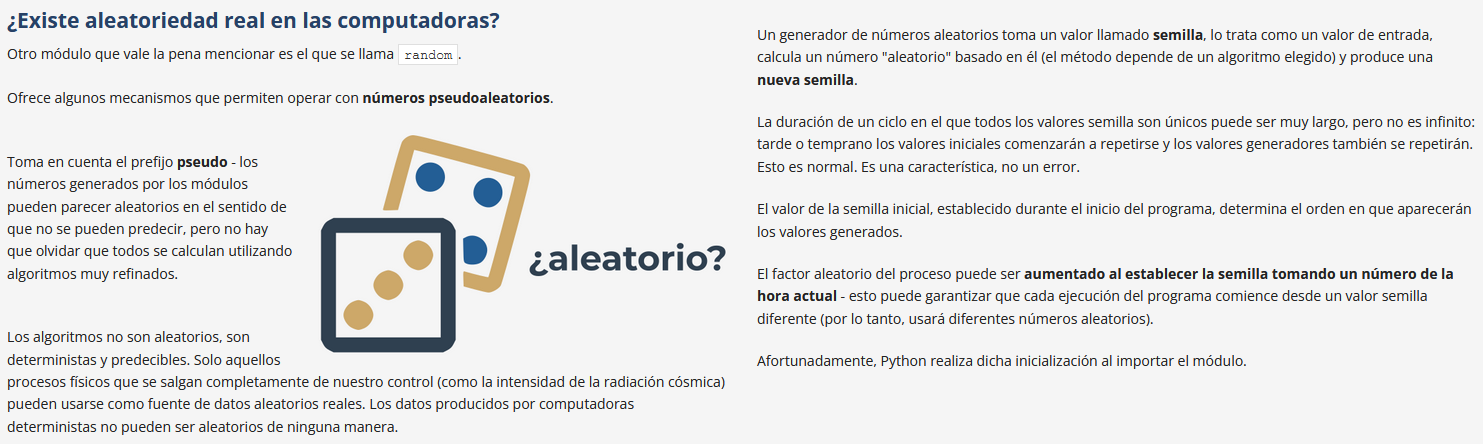 ¿Existe aleatoriedad real en las computadoras?
Otro módulo que vale la pena mencionar es el que se llama random.
Ofrece algunos mecanismos que permiten operar con números pseudoaleatorios.
Toma en cuenta el prefijo pseudo - los
números generados por los módulos
pueden parecer aleatorios en el sentido de
que no se pueden predecir, pero no hay
que olvidar que todos se calculan utilizando
algoritmos muy refinados.
¿aleatorio?
Los algoritmos no son aleatorios, son
deterministas y predecibles. Solo aquellos
procesos físicos que se salgan completamente de nuestro control (como la intensidad de la radiación cósmica)
pueden usarse como fuente de datos aleatorios reales. Los datos producidos por computadoras
deterministas no pueden ser aleatorios de ninguna manera.
Un generador de números aleatorios toma un valor llamado semilla, lo trata como un valor de entrada,
calcula un número "aleatorio" basado en él (el método depende de un algoritmo elegido) y produce una
nueva semilla.
La duración de un ciclo en el que todos los valores semilla son únicos puede ser muy largo, pero no es infinito:
tarde o temprano los valores iniciales comenzarán a repetirse y los valores generadores también se repetirán.
Esto es normal. Es una característica, no un error.
El valor de la semilla inicial, establecido durante el inicio del programa, determina el orden en que aparecerán
los valores generados.
El factor aleatorio del proceso puede ser aumentado al establecer la semilla tomando un número de la
hora actual - esto puede garantizar que cada ejecución del programa comience desde un valor semilla
diferente (por lo tanto, usará diferentes números aleatorios).
Afortunadamente, Python realiza dicha inicialización al importar el módulo.